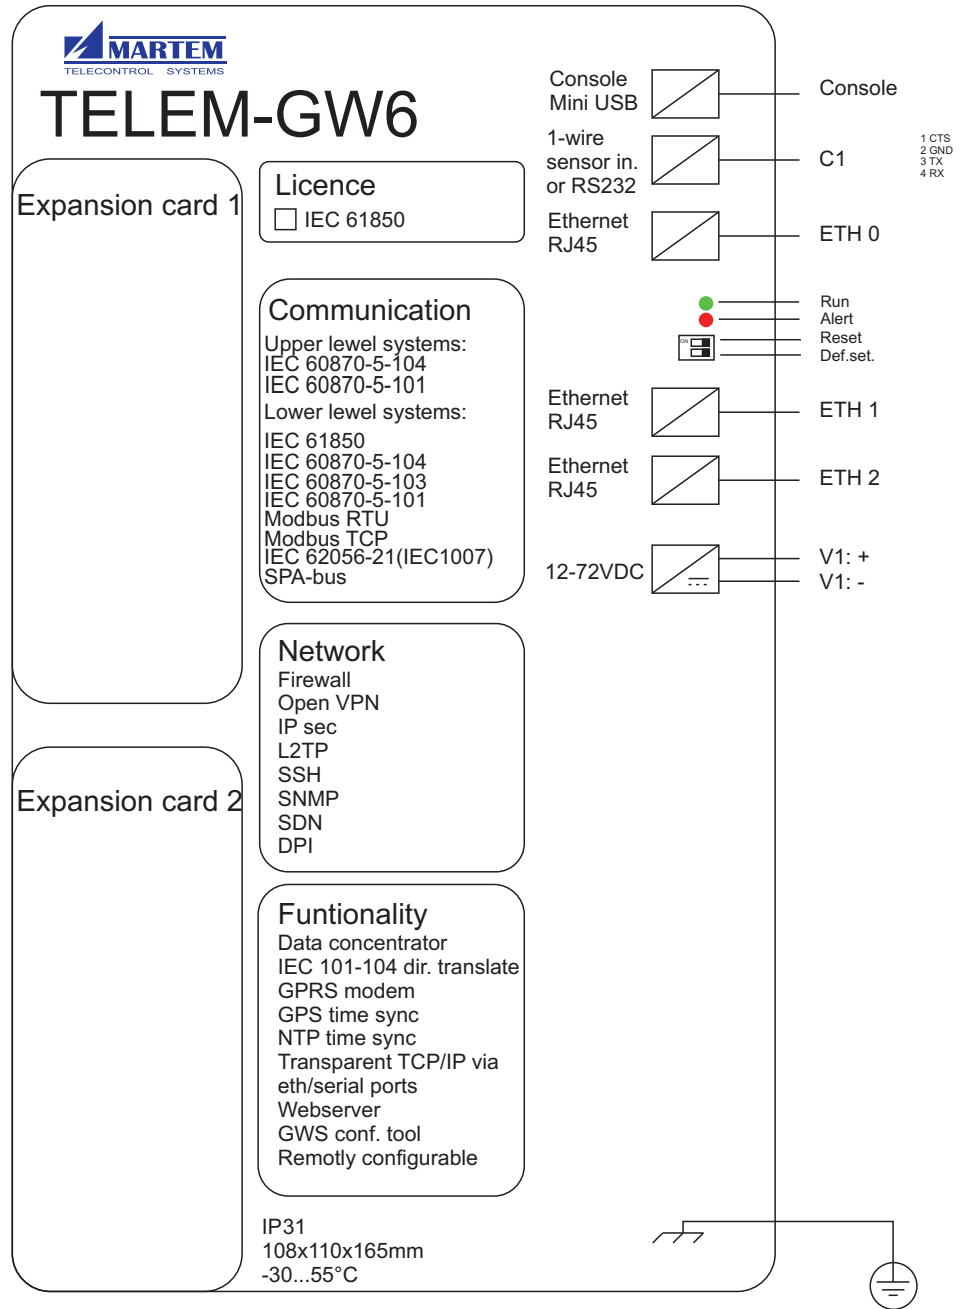 MARTEM
TELECONTROL SYSTEMS
TELEM-GW6
Expansion card 1
Licence
IEC 61850
Communication
Upper lewel systems:
IEC 60870-5-104
IEC 60870-5-101
Lower lewel systems:
IEC 61850
IEC 60870-5-104
IEC 60870-5-103
IEC 60870-5-101
Modbus RTU
Modbus TCP
IEC 62056-21(IEC1007)
SPA-bus
Network
Firewall
Open VPN
IP sec
L2TP
SSH
SNMP
SDN
DPI
Expansion card 2
Funtionality
Data concentrator
IEC 101-104 dir. translate
GPRS modem
GPS time sync
NTP time sync
Transparent TCP/IP via
eth/serial ports
Webserver
GWS conf. tool
Remotly configurable
IP31
108x110x165mm
-30...55°C
Console
Mini USB
Console
1-wire
sensor in.
or RS232
C1
1 CTS
2 GND
3 TX
4 RX
Ethernet
RJ45
ETH 0
Run
Alert
ON
Reset
Def.set.
Ethernet
RJ45
ETH 1
Ethernet
RJ45
ETH 2
12-72VDC
V1: +
V1: -